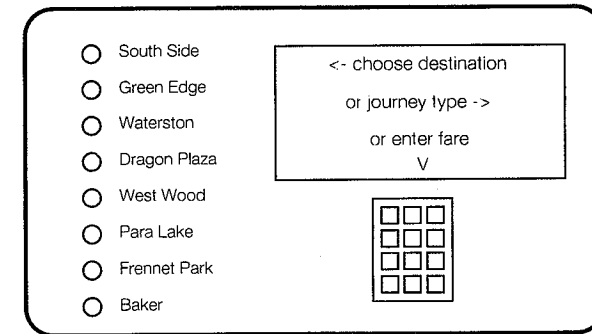 South Side
Green Edge
Waterston
Dragon Plaza
West Wood
Para Lake
Frennet Park
Baker
<- choose destination
or journey type ->
or enter fare
V